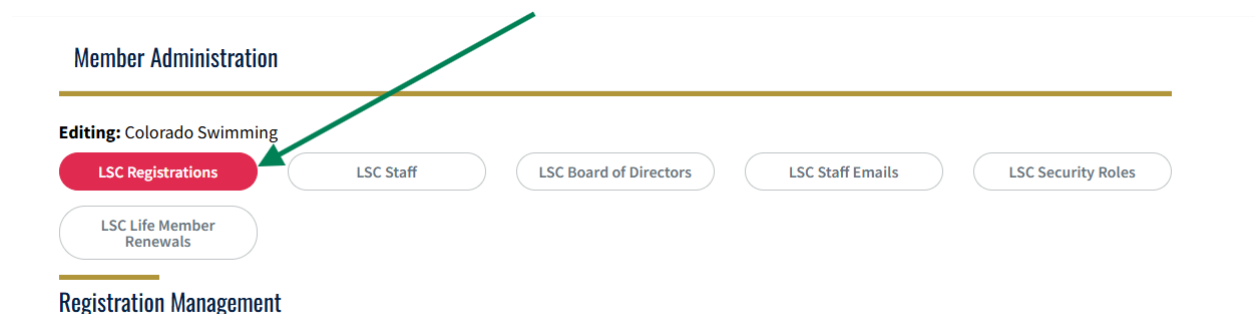 Member Administration
Editing: Colorado Swimming
LSC Registrations
LSC Staff
LSC Board of Directors
LSC Staff Emails
LSC Security Roles
LSC Life Member
Renewals
Registration Management